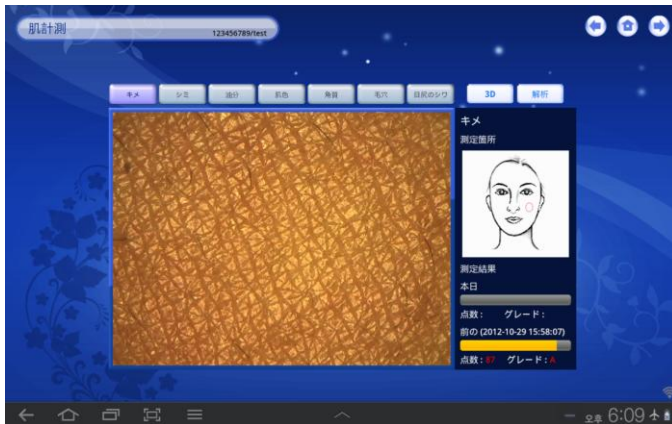 肌計測
123456789/test
キメ
シミ
油分
肌色
角質
毛穴
目尻のシワ
3D
解析
キメ
測定箇所
測定結果
本日
点数 : グレード :
前の (2012-10-29 15:58:07)
点数 : 87 グレード : A
오후 6:09